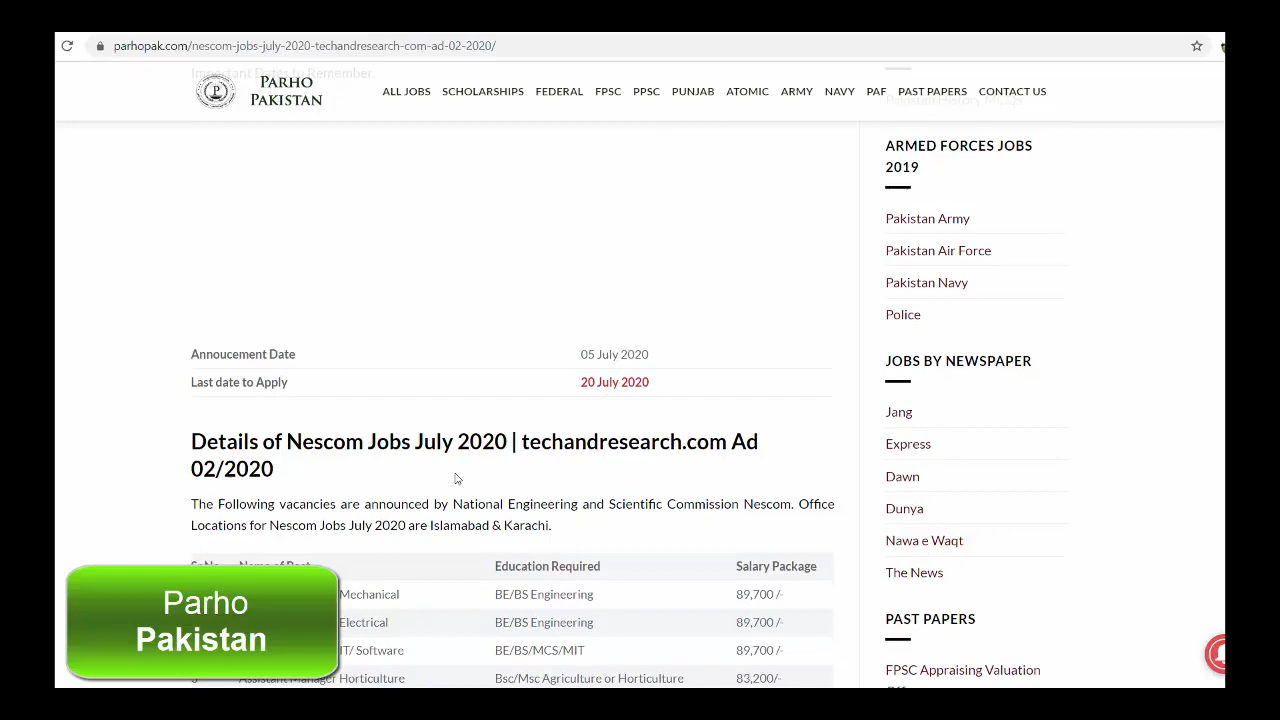 parhopak.com/nescom-jobs-july-2020-techandresearch-com-ad-02-2020/
Important Dates to Remember.
PARHO
PAKISTAN
ALL JOBS SCHOLARSHIPS FEDERAL FPSC PPSC PUNJAB ATOMIC ARMY NAVY PAF PAST PAPERS CONTACT US
Annoucement Date 05 July 2020
Last date to Apply 20 July 2020
Details of Nescom Jobs July 2020 | techandresearch.com Ad
02/2020
The Following vacancies are announced by National Engineering and Scientific Commission Nescom. Office
Locations for Nescom Jobs July 2020 are Islamabad & Karachi.
Education Required Salary Package
Mechanical BE/BS Engineering 89,700 /-
Electrical BE/BS Engineering 89,700 /-
IT/ Software BE/BS/MCS/MIT 89,700 /-
Assistant Manager Horticulture Bsc/Msc Agriculture or Horticulture 83,200/-
Parho
Pakistan
ARMED FORCES JOBS
2019
Pakistan Army
Pakistan Air Force
Pakistan Navy
Police
JOBS BY NEWSPAPER
Jang
Express
Dawn
Dunya
Nawa e Waqt
The News
PAST PAPERS
FPSC Appraising Valuation